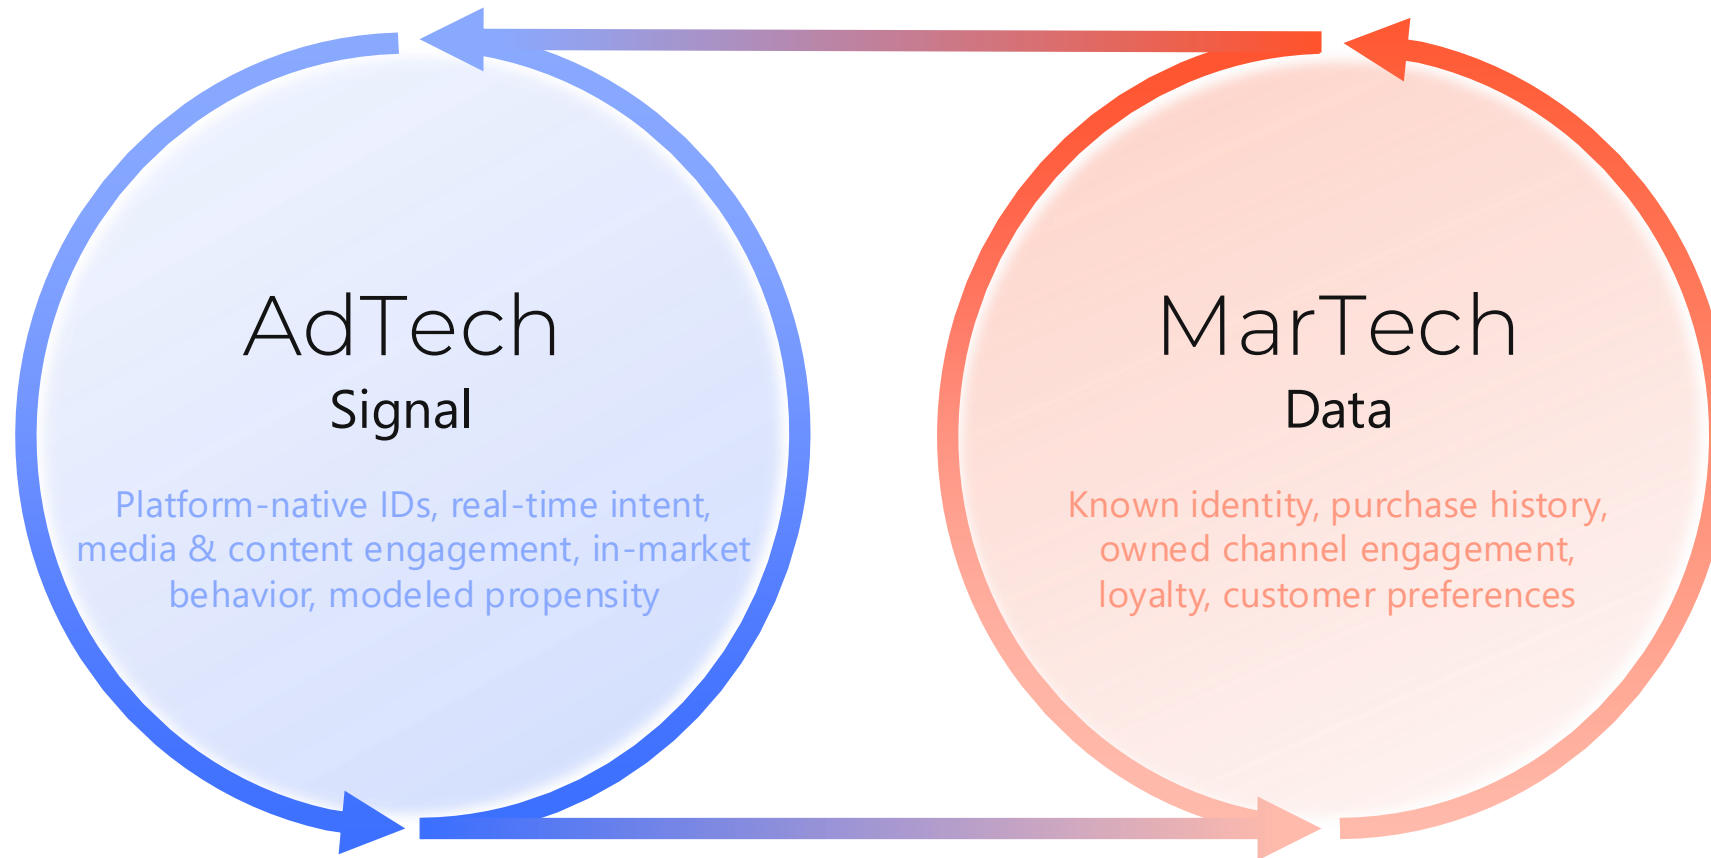 AdTech
Signal
Platform-native IDs, real-time intent,
media & content engagement, in-market
behavior, modeled propensity
MarTech
Data
Known identity, purchase history,
owned channel engagement,
loyalty, customer preferences